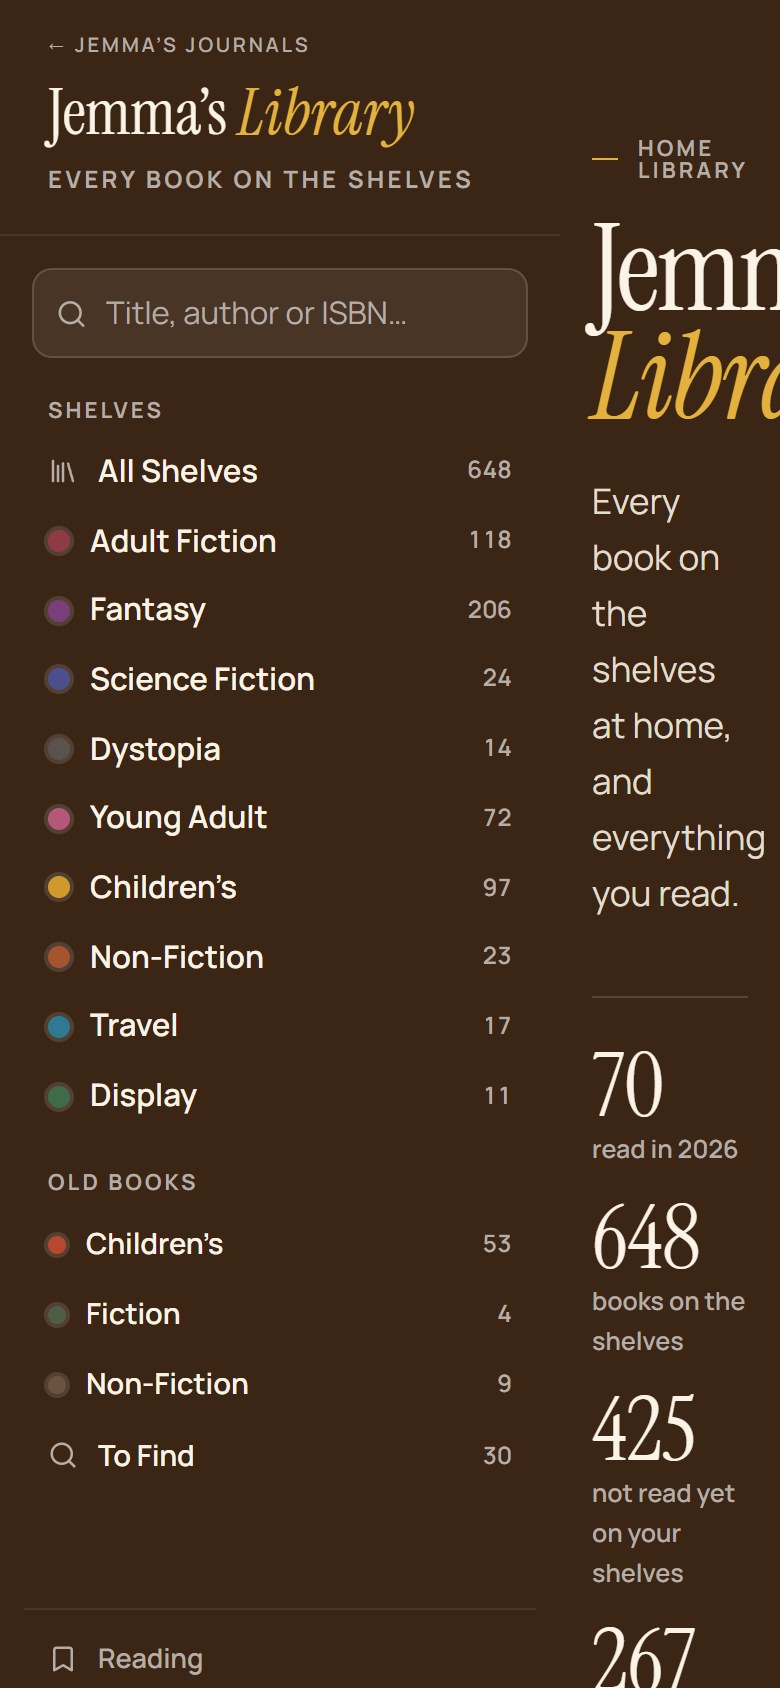 ← JEMMA’S JOURNALS
Jemma’s Library
EVERY BOOK ON THE SHELVES
Title, author or ISBN...
SHELVES
All Shelves 648
Adult Fiction 118
Fantasy 206
Science Fiction 24
Dystopia 14
Young Adult 72
Children’s 97
Non-Fiction 23
Travel 17
Display 11
OLD BOOKS
Children’s 53
Fiction 4
Non-Fiction 9
To Find 30
Reading
HOME
LIBRARY
Jemm
Libra
Every
book on
the
shelves
at home,
and
everything
you read.
70
read in 2026
648
books on the
shelves
425
not read yet
on your
shelves
267